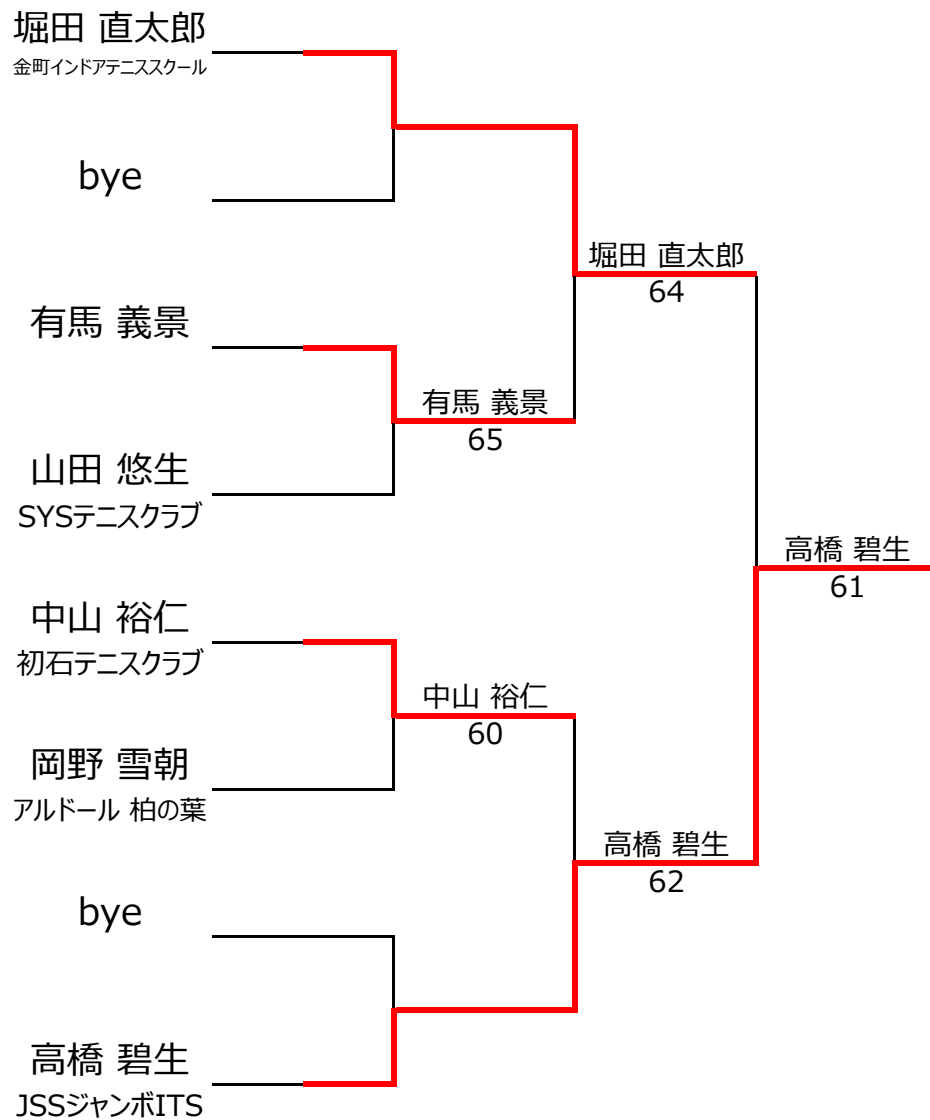 堀田 直太郎
金町インドアテニススクール
bye
有馬 義景
山田 悠生
SYSテニスクラブ
中山 裕仁
初石テニスクラブ
岡野 雪朝
アルドール 柏の葉
bye
高橋 碧生
JSSジャンボITS
有馬 義景
65
中山 裕仁
60
堀田 直太郎
64
高橋 碧生
62
高橋 碧生
61